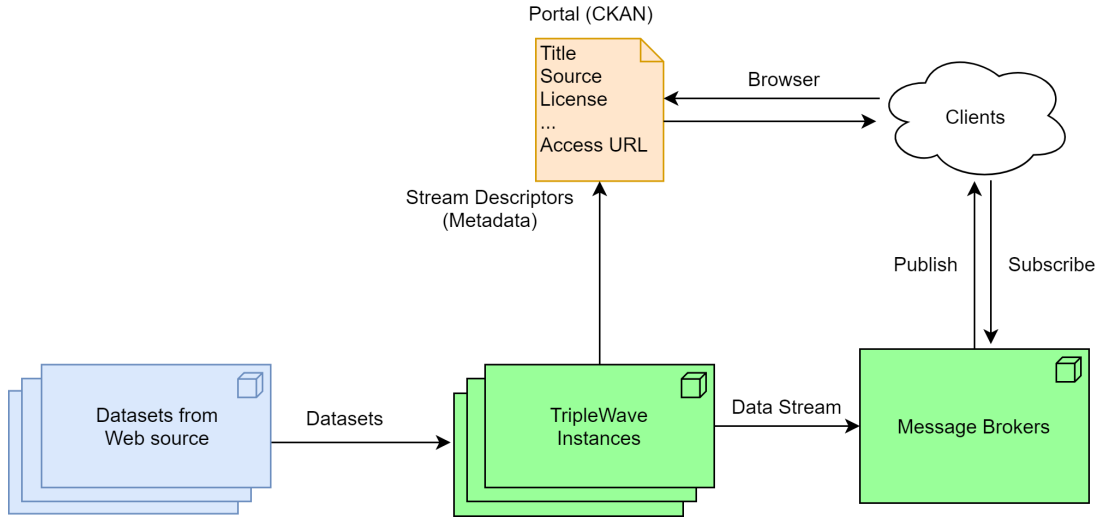 Portal (CKAN)
Title
Source
License
...
Access URL
Browser
Clients
Stream Descriptors
(Metadata)
Publish
Subscribe
Datasets from
Web source
Datasets
TripleWave
Instances
Data Stream
Message Brokers